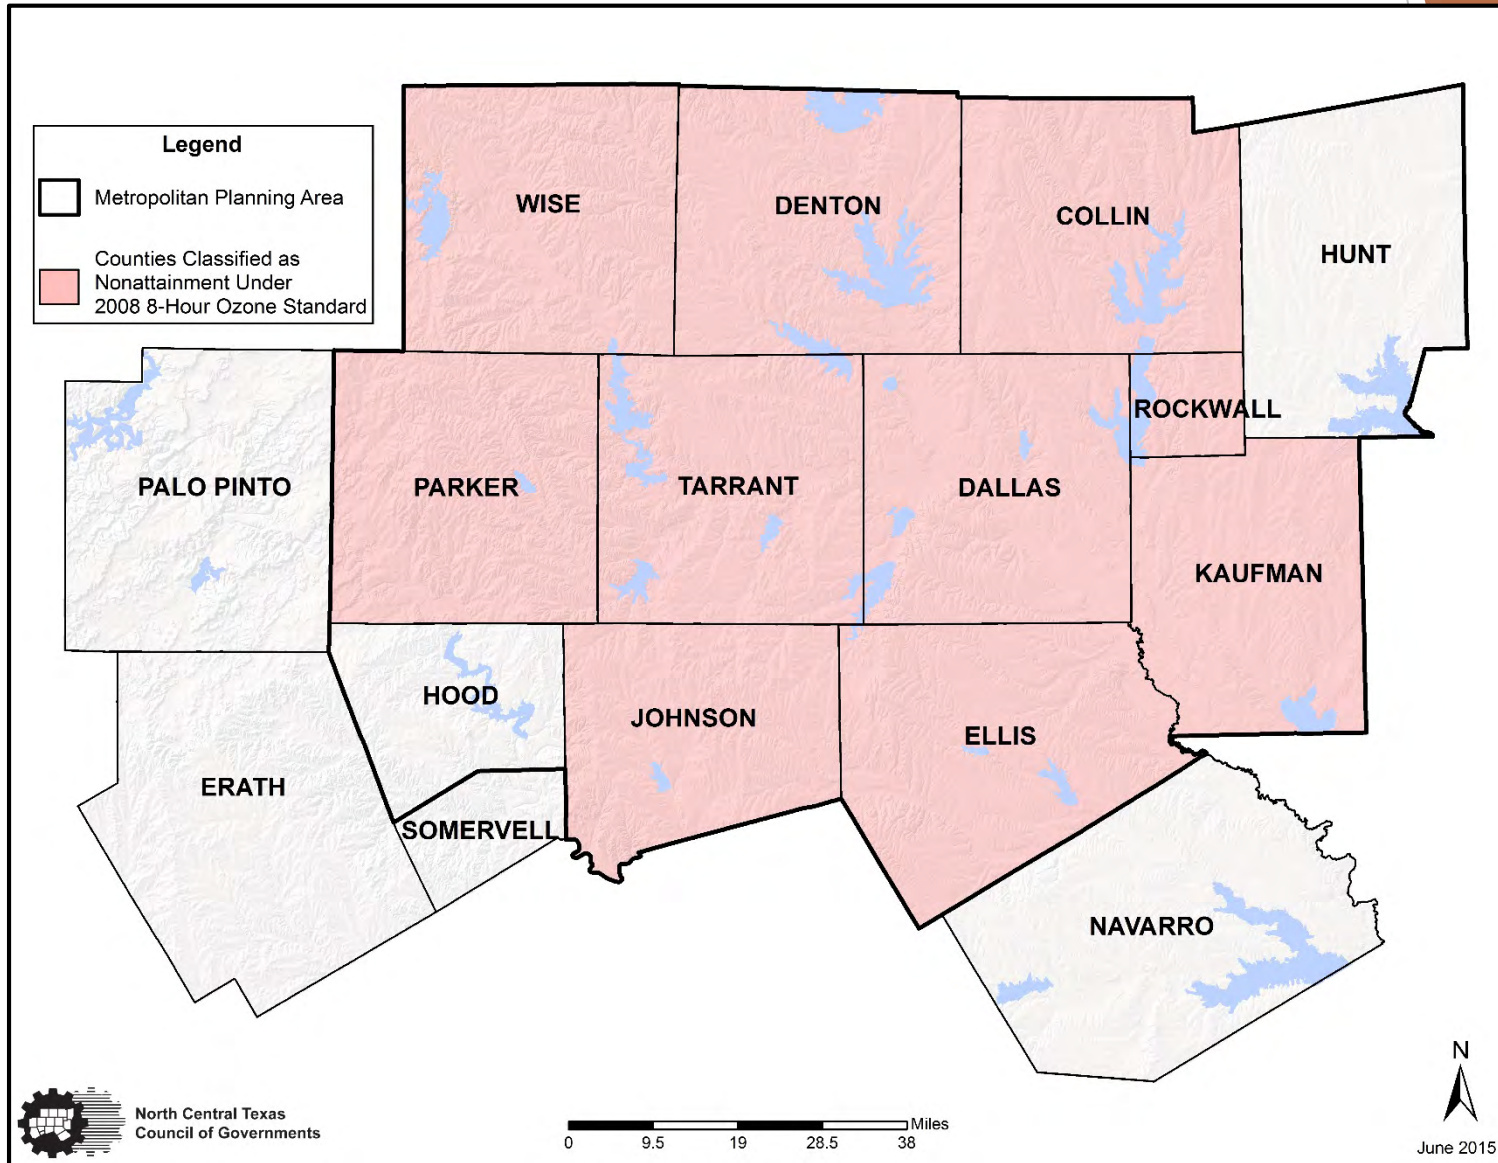 Legend
Metropolitan Planning Area
Counties Classified as
Nonattainment Under
2008 8-Hour Ozone Standard
WISE
DENTON
COLLIN
HUNT
ROCKWALL
PALO PINTO
PARKER
TARRANT
DALLAS
KAUFMAN
HOOD
JOHNSON
ELLIS
ERATH
SOMERVELL
NAVARRO
North Central Texas
Council of Governments
Miles
0 9.5 19 28.5 38
N
June 2015